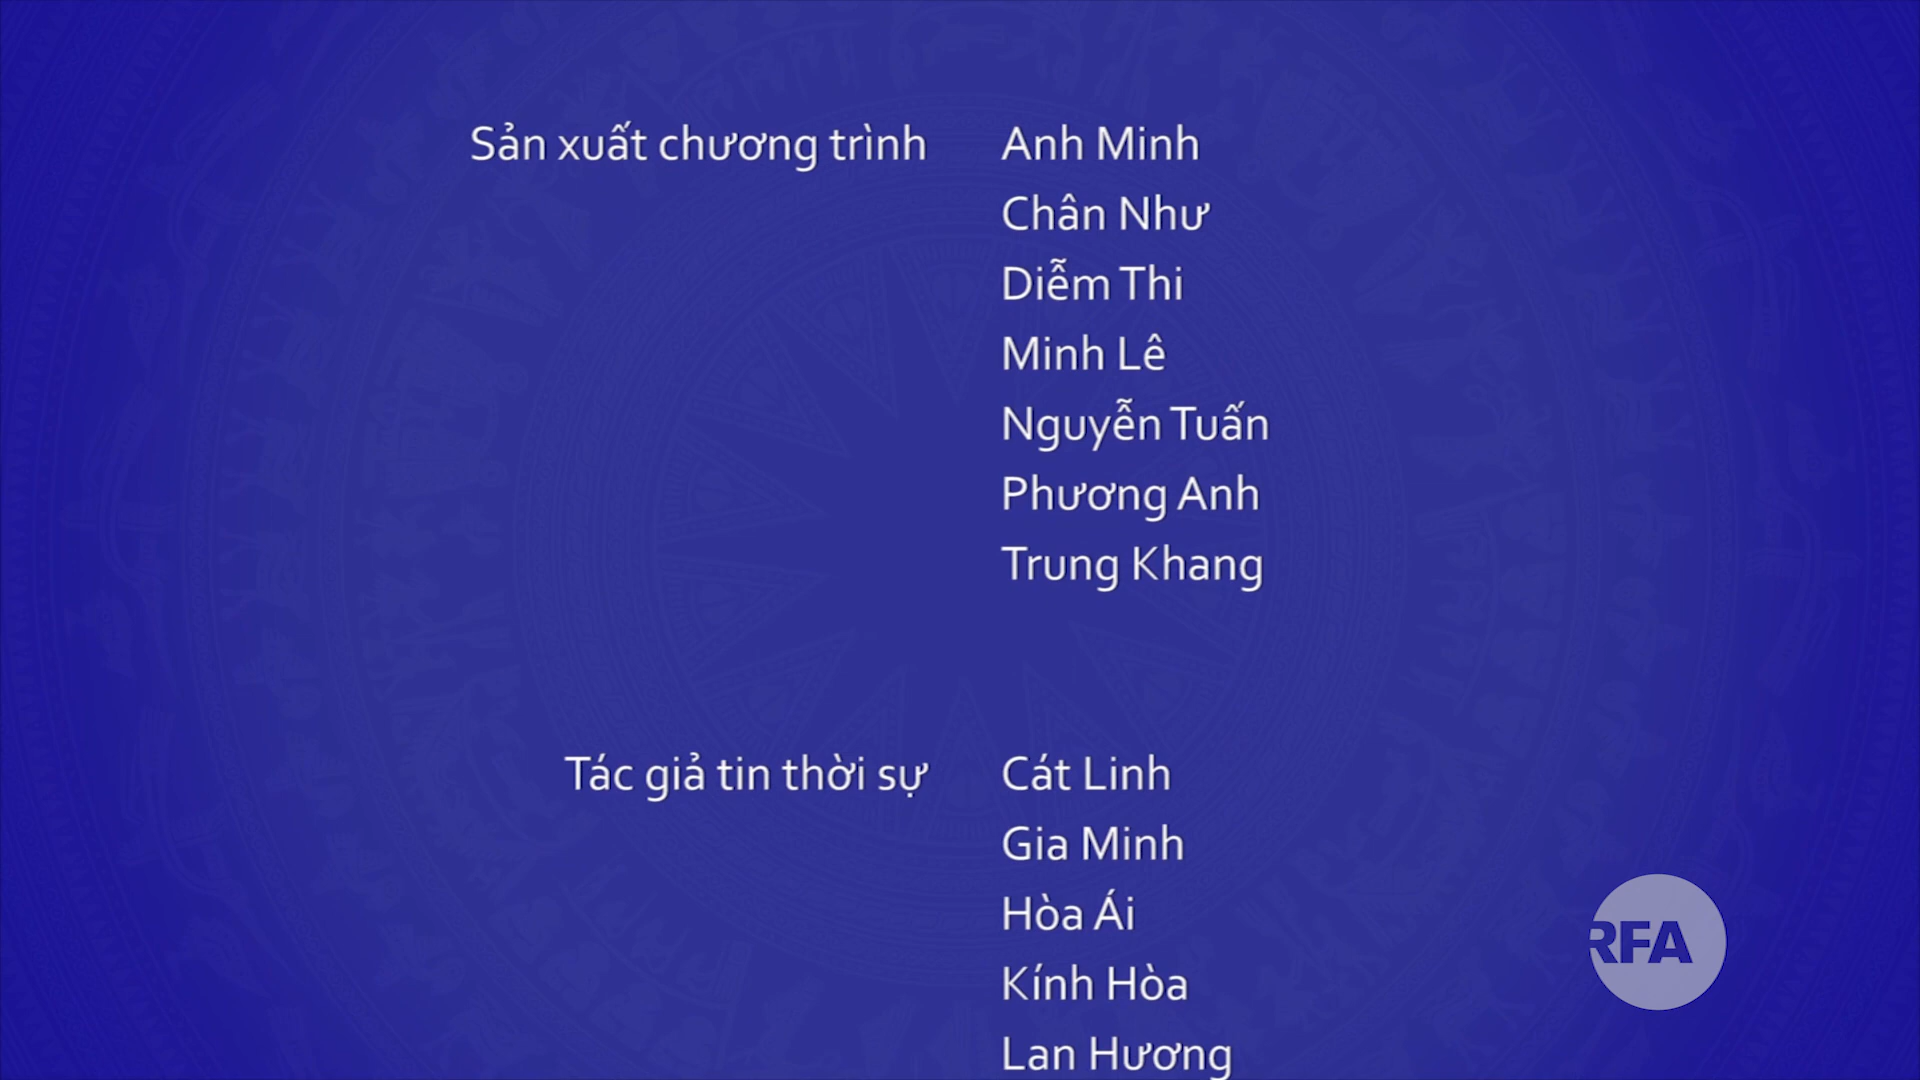 Sản xuất chương trình Anh Minh
Chân Như
Diễm Thi
Minh Lê
Nguyễn Tuấn
Phương Anh
Trung Khang
Tác giả tin thời sự Cát Linh
Gia Minh
Hòa Ái
Kính Hòa
Lan Hương
RFA